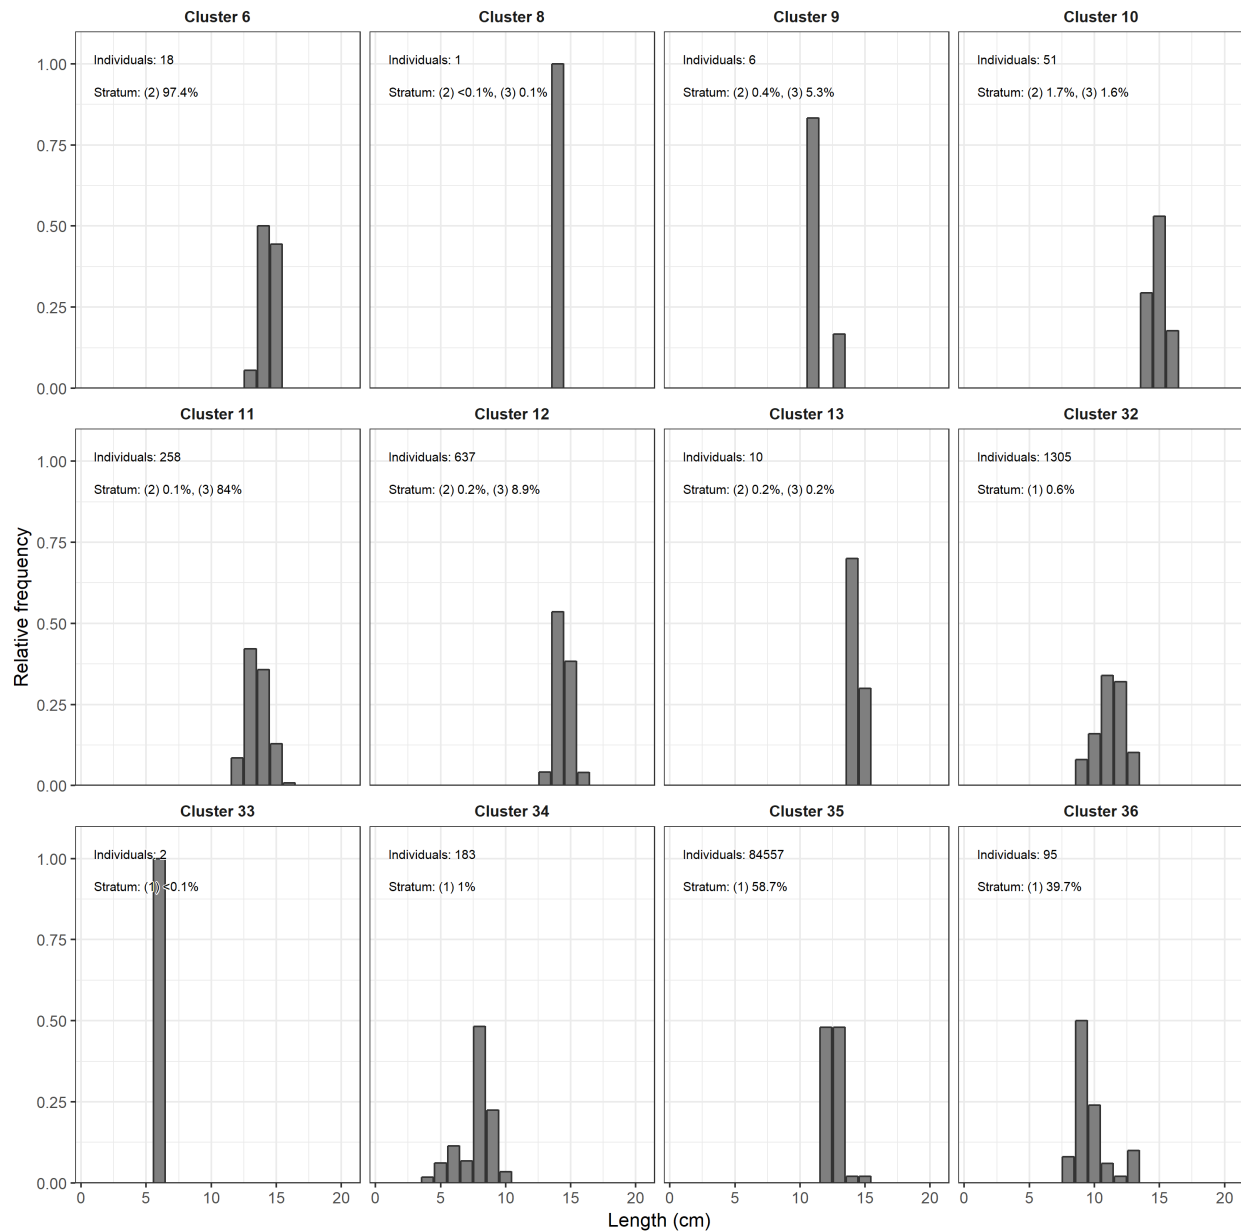 Cluster 6
Cluster 8
Cluster 9
Cluster 10
Individuals: 18
Stratum: (2) 97.4%
Individuals: 1
Stratum: (2) <0.1%, (3) 0.1%
Individuals: 6
Stratum: (2) 0.4%, (3) 5.3%
Individuals: 51
Stratum: (2) 1.7%, (3) 1.6%
1.00
0.75
0.50
0.25
0.00
Cluster 11
Cluster 12
Cluster 13
Cluster 32
Individuals: 258
Stratum: (2) 0.1%, (3) 84%
Individuals: 637
Stratum: (2) 0.2%, (3) 8.9%
Individuals: 10
Stratum: (2) 0.2%, (3) 0.2%
Individuals: 1305
Stratum: (1) 0.6%
1.00
0.75
0.50
0.25
0.00
Relative frequency
Cluster 33
Cluster 34
Cluster 35
Cluster 36
Individuals: 2
Stratum: (1) <0.1%
Individuals: 183
Stratum: (1) 1%
Individuals: 84557
Stratum: (1) 58.7%
Individuals: 95
Stratum: (1) 39.7%
1.00
0.75
0.50
0.25
0.00
0 5 10 15 20
0 5 10 15 20
0 5 10 15 20
0 5 10 15 20
Length (cm)